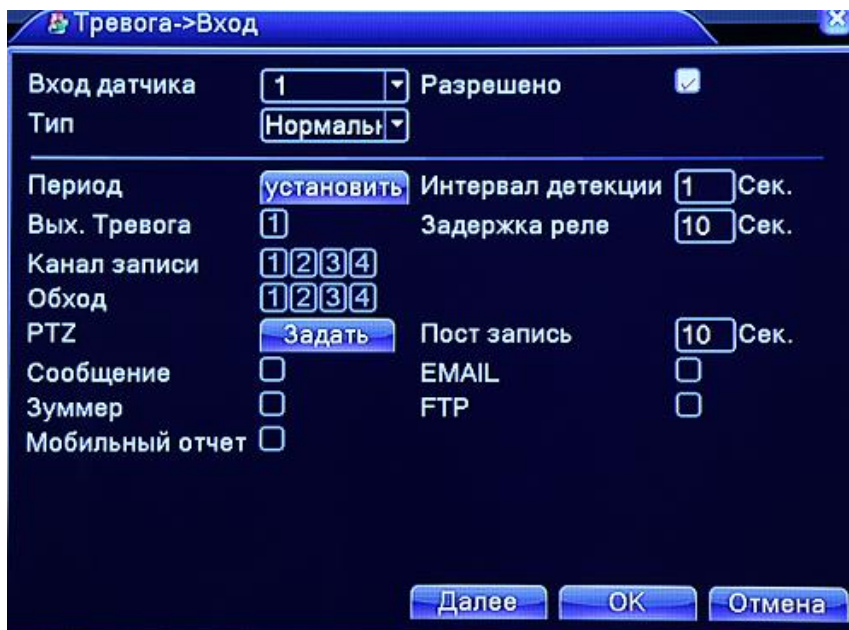 Тревога->Вход
Вход датчика 1 Разрешено
Тип Нормальн
Период установить Интервал детекции 1 Сек.
Вых. Тревога 1 Задержка реле 10 Сек.
Канал записи 1 2 3 4
Обход 1 2 3 4
PTZ Задать Пост запись 10 Сек.
Сообщение EMAIL
Зуммер FTP
Мобильный отчет
Далее OK Отмена